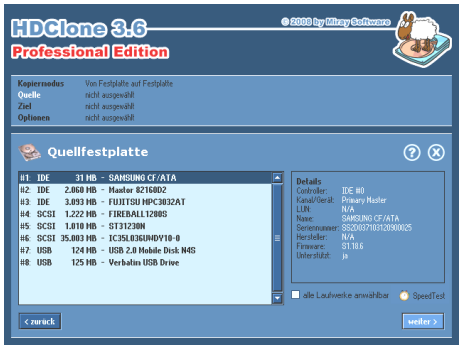 HDClone 3.6
Professional Edition
© 2008 by Miray Software
Kopiermodus Von Festplatte auf Festplatte
Quelle nicht ausgewählt
Ziel nicht ausgewählt
Optionen nicht ausgewählt
Quellfestplatte
#1: IDE 31 MB - SAMSUNG CF/ATA
#2: IDE 2.060 MB - Maxtor 82160D2
#3: IDE 3.093 MB - FUJITSU MPC3032AT
#4: SCSI 1.222 MB - FIREBALL1280S
#5: SCSI 1.010 MB - ST31230N
#6: SCSI 35.003 MB - IC35L036UWDY10-0
#7: USB 124 MB - USB 2.0 Mobile Disk N4S
#8: USB 125 MB - Verbatim USB Drive
Details
Controller: IDE #0
Kanal/Gerät: Primary Master
LUN: N/A
Name: SAMSUNG CF/ATA
Seriennummer: SS2D037103120900025
Hersteller: N/A
Firmware: S1.10.6
Unterstützt: ja
alle Laufwerke anwählbar
SpeedTest
< zurück
weiter >